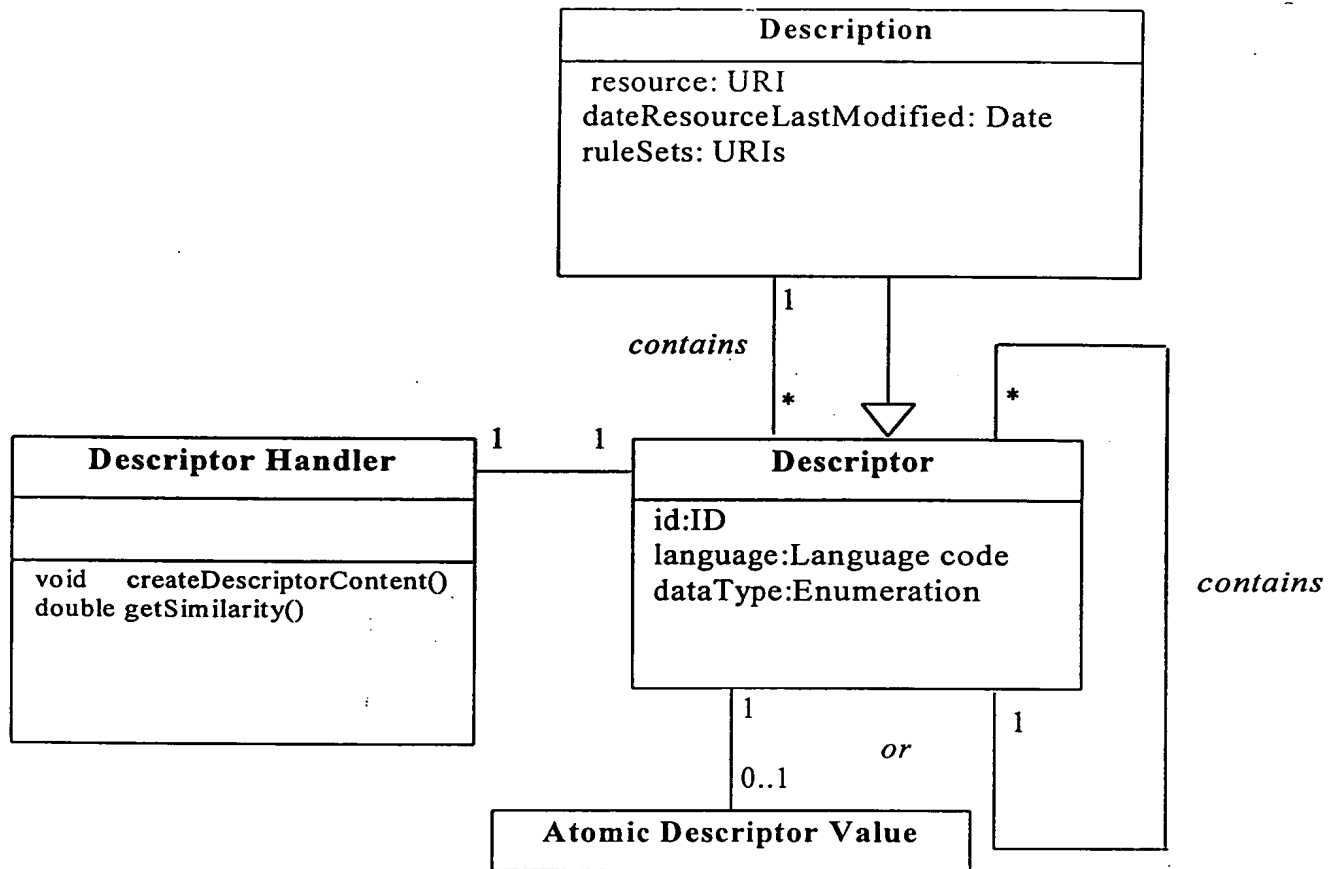 Description
resource: URI
dateResourceLastModified: Date
ruleSets: URIs
1
contains
*
*
Descriptor Handler
1
1
Descriptor
void createDescriptorContent()
double getSimilarity()
id:ID
language:Language code
dataType:Enumeration
contains
1
1
or
0..1
Atomic Descriptor Value